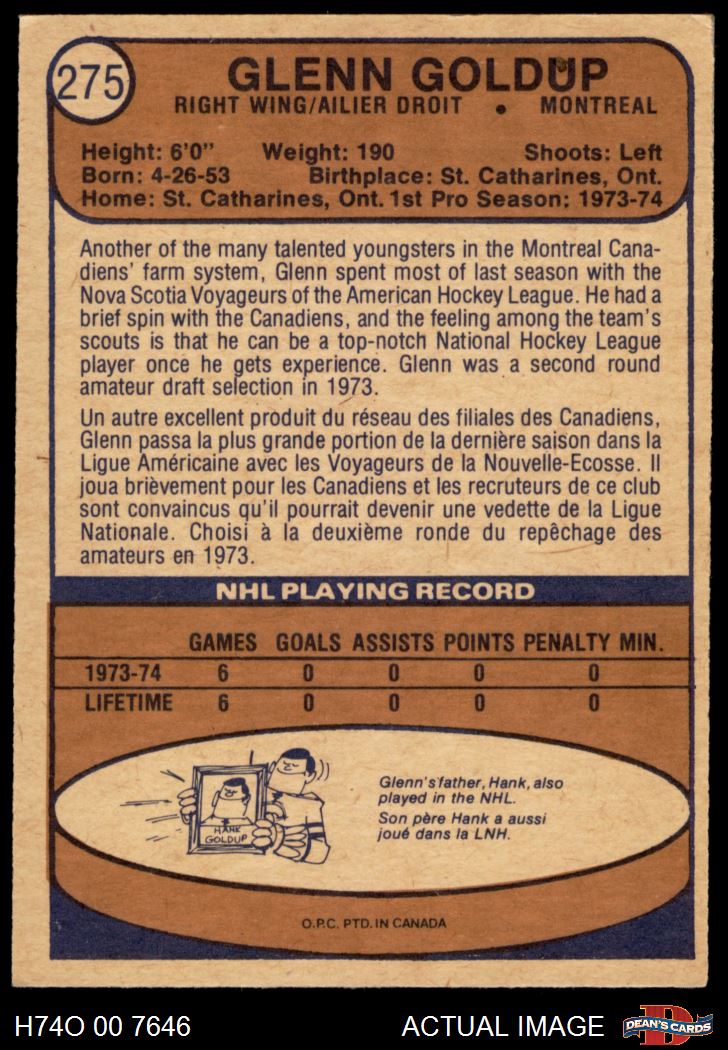 275
GLENN GOLDUP
RIGHT WING/AILIER DROIT • MONTREAL
Height: 6'0" Weight: 190 Shoots: Left
Born: 4-26-53 Birthplace: St. Catharines, Ont.
Home: St. Catharines, Ont. 1st Pro Season: 1973-74
Another of the many talented youngsters in the Montreal Cana-
diens' farm system, Glenn spent most of last season with the
Nova Scotia Voyageurs of the American Hockey League. He had a
brief spin with the Canadiens, and the feeling among the team's
scouts is that he can be a top-notch National Hockey League
player once he gets experience. Glenn was a second round
amateur draft selection in 1973.
Un autre excellent produit du réseau des filiales des Canadiens,
Glenn passa la plus grande portion de la dernière saison dans la
Ligue Américaine avec les Voyageurs de la Nouvelle-Ecosse. Il
joua brièvement pour les Canadiens et les recruteurs de ce club
sont convaincus qu'il pourrait devenir une vedette de la Ligue
Nationale. Choisi à la deuxième ronde du repêchage des
amateurs en 1973.
NHL PLAYING RECORD
GAMES GOALS ASSISTS POINTS PENALTY MIN.
1973-74 6 0 0 0 0
LIFETIME 6 0 0 0 0
HANK
GOLDUP
Glenn's father, Hank, also
played in the NHL.
Son père Hank a aussi
joué dans la LNH.
O.P.C. PTD. IN CANADA
H74O 00 7646 ACTUAL IMAGE
D
DEAN'S CARDS